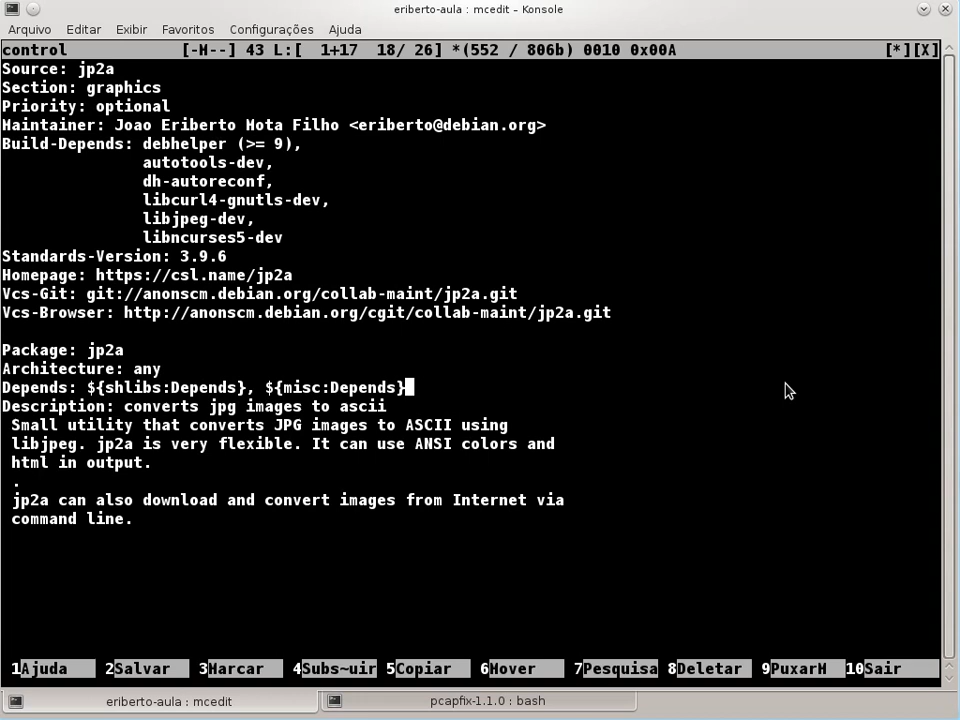 eriberto-aula : mcedit – Konsole
Arquivo Editar Exibir Favoritos Configurações Ajuda
control [-M--] 43 L:[ 1+17 18/ 26] *(552 / 806b) 0010 0x00A [*][X]
Source: jp2a
Section: graphics
Priority: optional
Maintainer: Joao Eriberto Mota Filho <eriberto@debian.org>
Build-Depends: debhelper (>= 9),
autotools-dev,
dh-autoreconf,
libcurl4-gnutls-dev,
libjpeg-dev,
libncurses5-dev
Standards-Version: 3.9.6
Homepage: https://csl.name/jp2a
Vcs-Git: git://anonscm.debian.org/collab-maint/jp2a.git
Vcs-Browser: http://anonscm.debian.org/cgit/collab-maint/jp2a.git
Package: jp2a
Architecture: any
Depends: ${shlibs:Depends}, ${misc:Depends}
Description: converts jpg images to ascii
Small utility that converts JPG images to ASCII using
libjpeg. jp2a is very flexible. It can use ANSI colors and
html in output.
.
jp2a can also download and convert images from Internet via
command line.
1Ajuda 2Salvar 3Marcar 4Subs~uir 5Copiar 6Mover 7Pesquisa 8Deletar 9PuxarM 10Sair
eriberto-aula : mcedit pcapfix-1.1.0 : bash